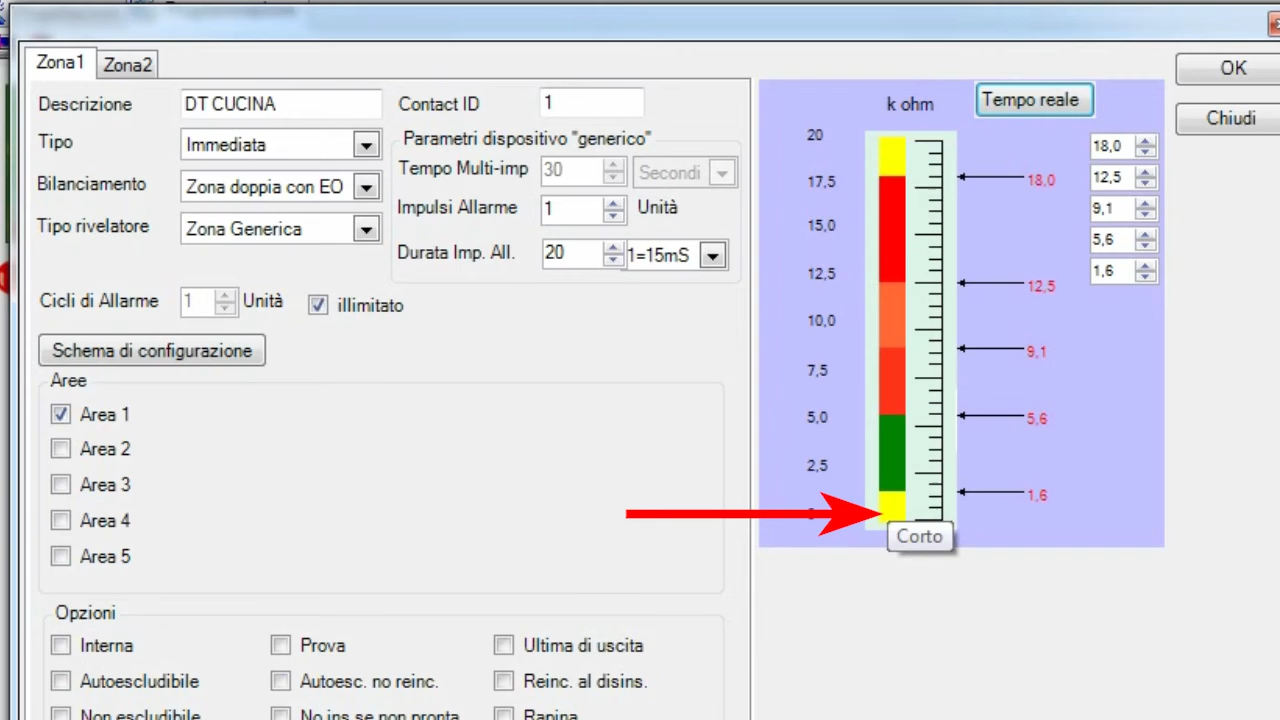 Zona1 Zona2
OK
Chiudi
Descrizione DT CUCINA
Tipo Immediata
Bilanciamento Zona doppia con EO
Tipo rivelatore Zona Generica
Contact ID 1
Parametri dispositivo "generico"
Tempo Multi-imp 30 Secondi
Impulsi Allarme 1 Unità
Durata Imp. All. 20 1=15mS
Cicli di Allarme 1 Unità illimitato
Schema di configurazione
Aree
Area 1
Area 2
Area 3
Area 4
Area 5
Opzioni
Interna Prova Ultima di uscita
Autoescludibile Autoesc. no reinc. Reinc. al disins.
Non escludibile No ins se non pronta Rapina
k ohm Tempo reale
20
17,5
15,0
12,5
10,0
7,5
5,0
2,5
18,0
12,5
9,1
5,6
1,6
18,0
12,5
9,1
5,6
1,6
Corto